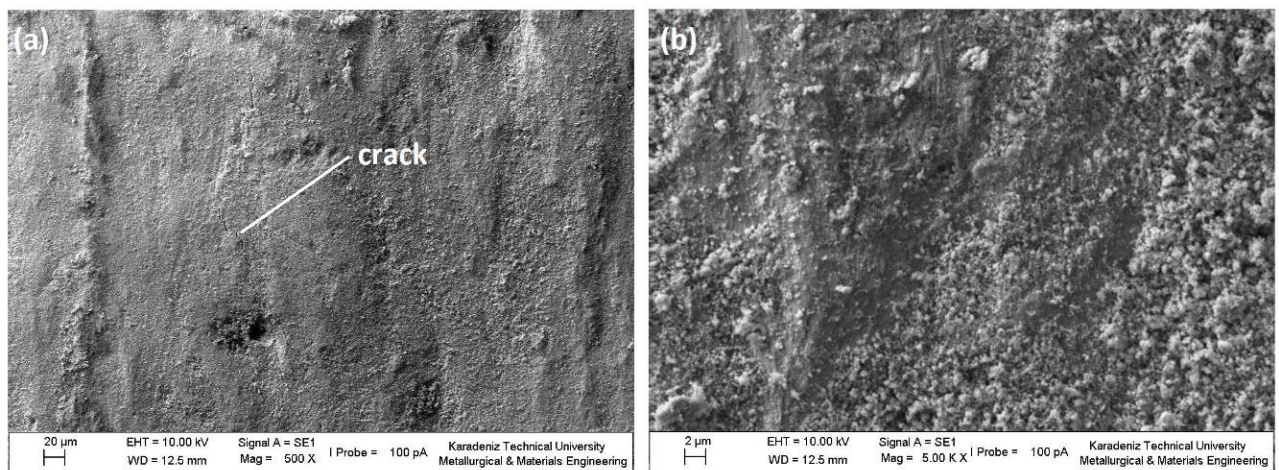 (a)
crack
20 µm
EHT = 10.00 kV
WD = 12.5 mm
Signal A = SE1
Mag = 500 X
I Probe = 100 pA
Karadeniz Technical University
Metallurgical & Materials Engineering
(b)
2 µm
EHT = 10.00 kV
WD = 12.5 mm
Signal A = SE1
Mag = 5.00 K X
I Probe = 100 pA
Karadeniz Technical University
Metallurgical & Materials Engineering